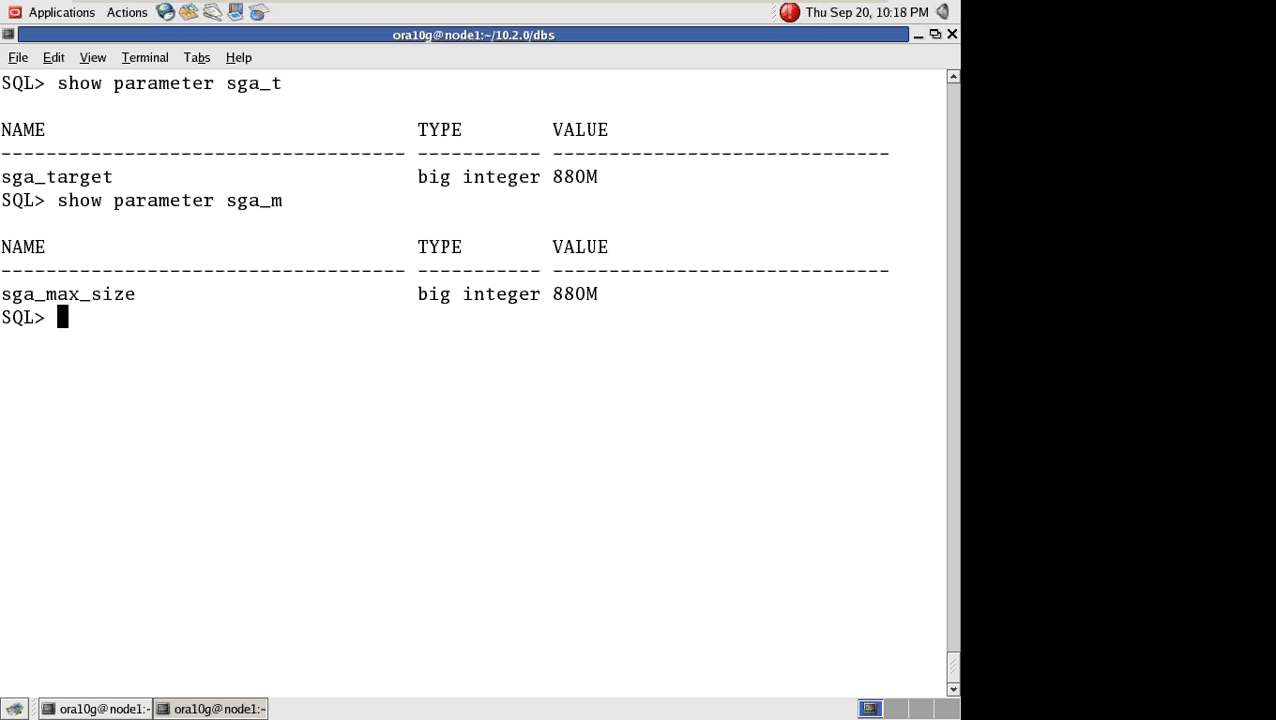 Applications Actions Thu Sep 20, 10:18 PM
ora10g@node1:~/10.2.0/dbs
File Edit View Terminal Tabs Help
SQL> show parameter sga_t
NAME TYPE VALUE
------------------------------------ ----------- ------------------------------
sga_target big integer 880M
SQL> show parameter sga_m
NAME TYPE VALUE
------------------------------------ ----------- ------------------------------
sga_max_size big integer 880M
SQL>
ora10g@node1:- ora10g@node1:~